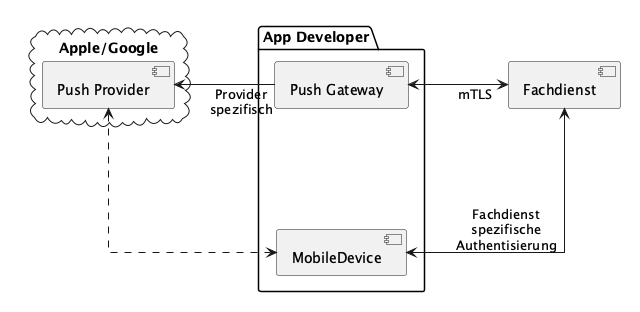 Apple/Google
App Developer
Push Provider
Provider
spezifisch
Push Gateway
mTLS
Fachdienst
Fachdienst
spezifische
Authentisierung
MobileDevice